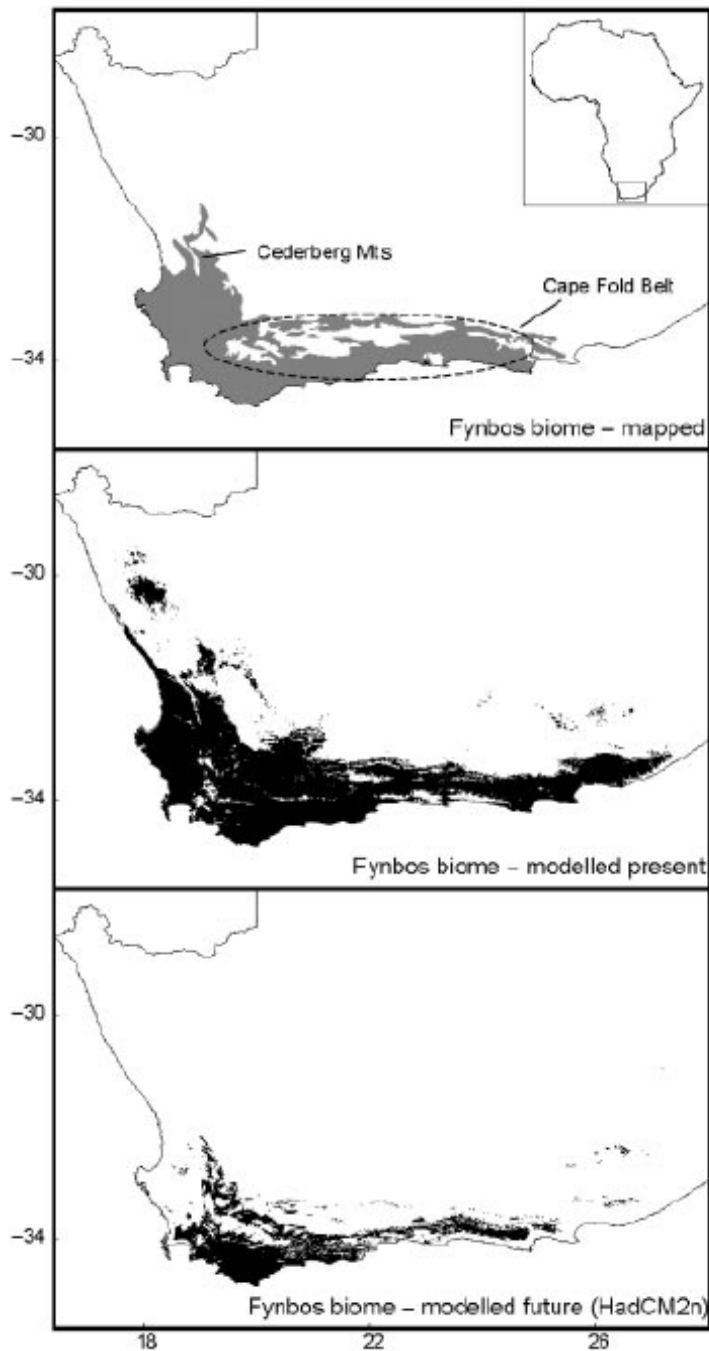 −30
Cederberg Mts
Cape Fold Belt
−34
Fynbos biome − mapped
−30
−34
Fynbos biome − modelled present
−30
−34
Fynbos biome − modelled future (HadCM2n)
18 22 26